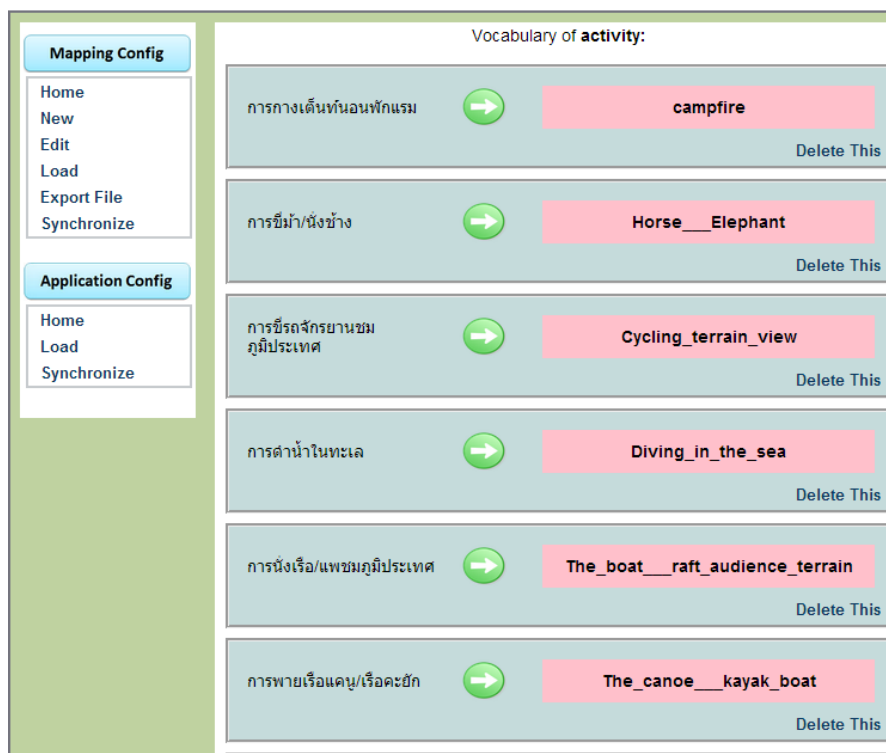 Mapping Config
Home
New
Edit
Load
Export File
Synchronize
Application Config
Home
Load
Synchronize
Vocabulary of activity:
การกางเต็นท์นอนพักแรม
campfire
Delete This
การขี่ม้า/นั่งช้าง
Horse___Elephant
Delete This
การขี่รถจักรยานชม
ภูมิประเทศ
Cycling_terrain_view
Delete This
การดำน้ำในทะเล
Diving_in_the_sea
Delete This
การนั่งเรือ/แพชมภูมิประเทศ
The_boat___raft_audience_terrain
Delete This
การพายเรือแคนู/เรือคะยัก
The_canoe___kayak_boat
Delete This